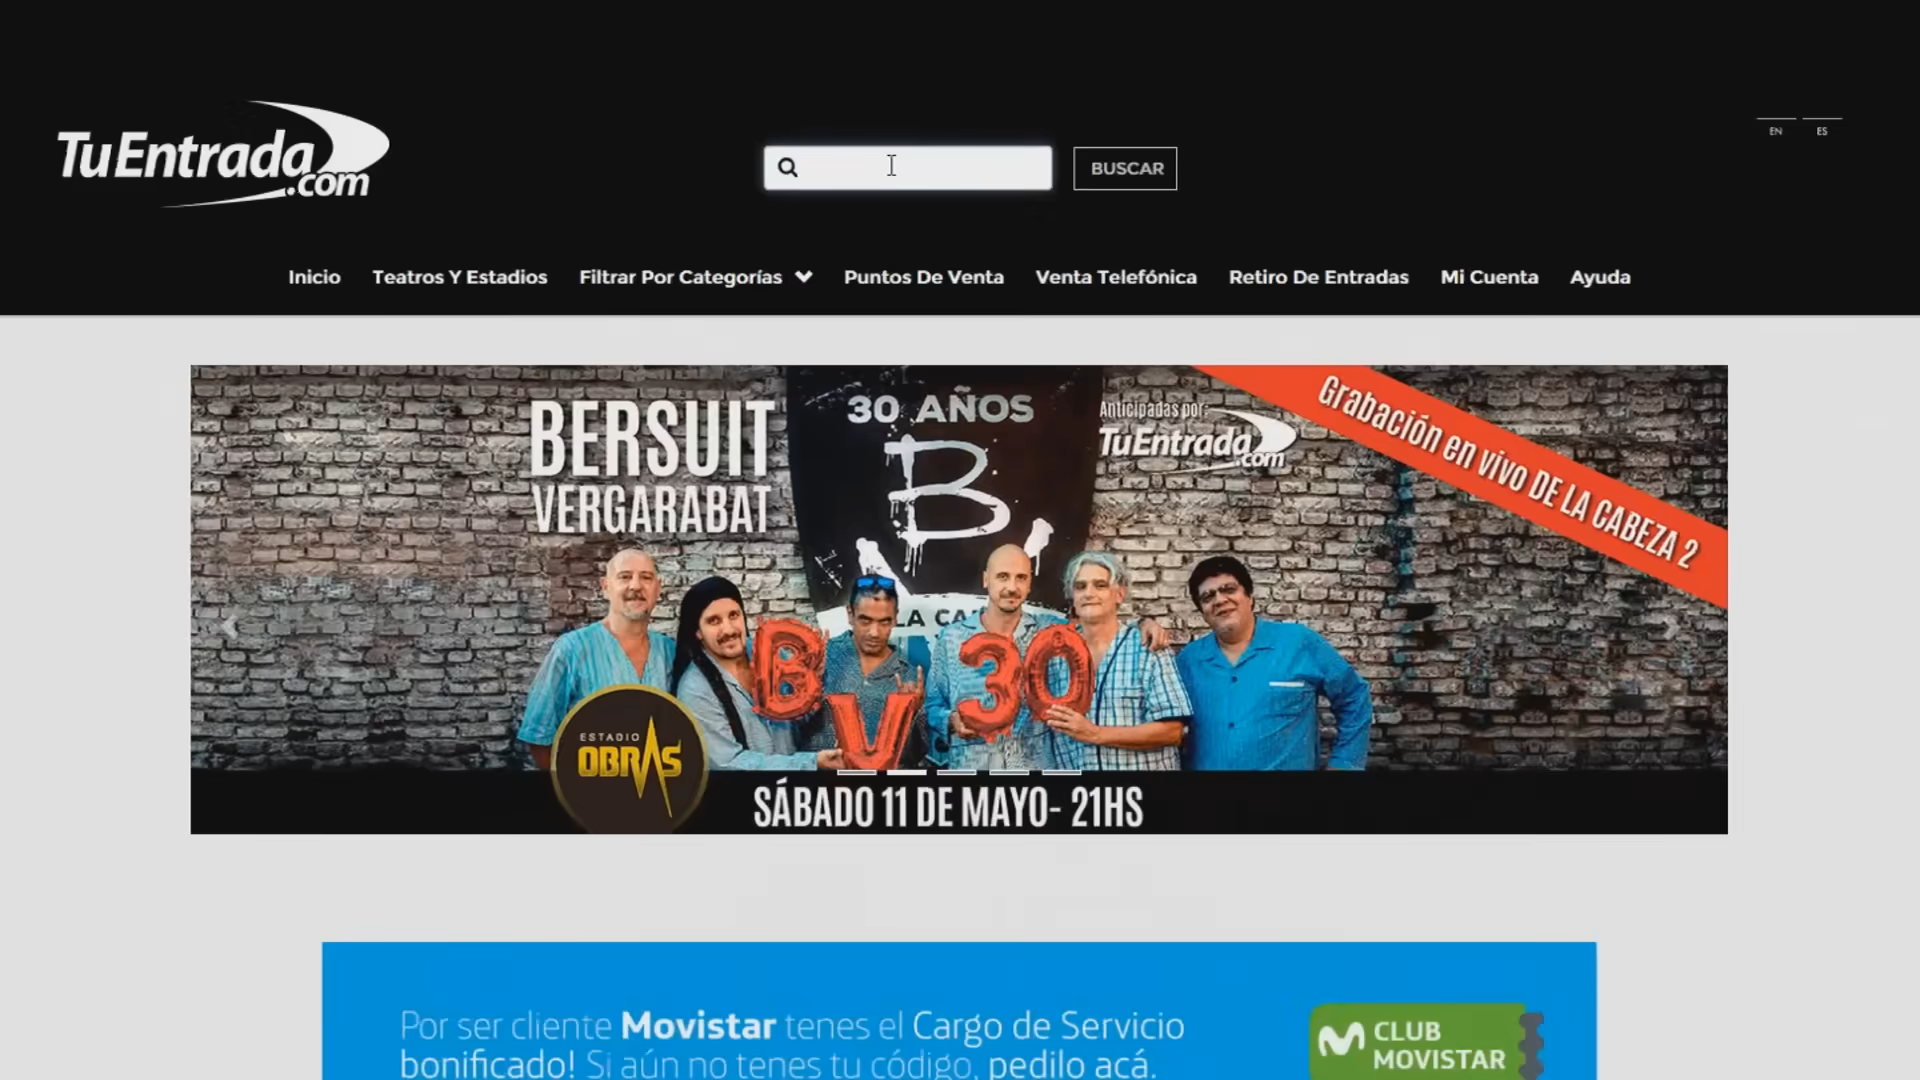 TuEntrada
.com
BUSCAR
EN ES
Inicio Teatros Y Estadios Filtrar Por Categorías Puntos De Venta Venta Telefónica Retiro De Entradas Mi Cuenta Ayuda
BERSUIT
VERGARABAT
30 AÑOS
B
Anticipadas por:
TuEntrada
.com
Grabación en vivo DE LA CABEZA 2
LA CA
B V 30
ESTADIO
OBRAS
SÁBADO 11 DE MAYO- 21HS
Por ser cliente Movistar tenes el Cargo de Servicio
bonificado! Si aún no tenes tu código, pedilo acá.
CLUB
MOVISTAR